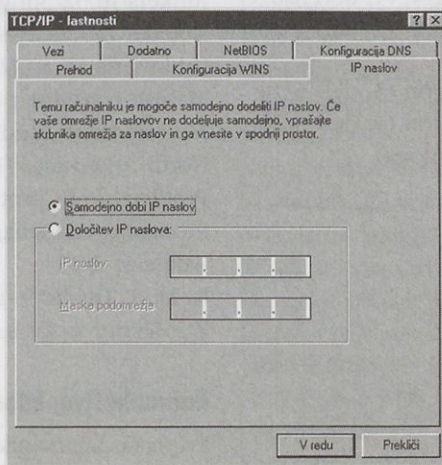 TCP/IP - lastnosti
? ×
Vezi Dodatno NetBIOS Konfiguracija DNS
Prehod Konfiguracija WINS IP naslov
Temu računalniku je mogoče samodejno dodeliti IP naslov. Če
vaše omrežje IP naslovov ne dodeljuje samodejno, vprašajte
skrbnika omrežja za naslov in ga vnesite v spodnji prostor.
Samodejno dobi IP naslov
Določitev IP naslova:
IP naslov:
Maska podomrežja:
V redu Prekliči